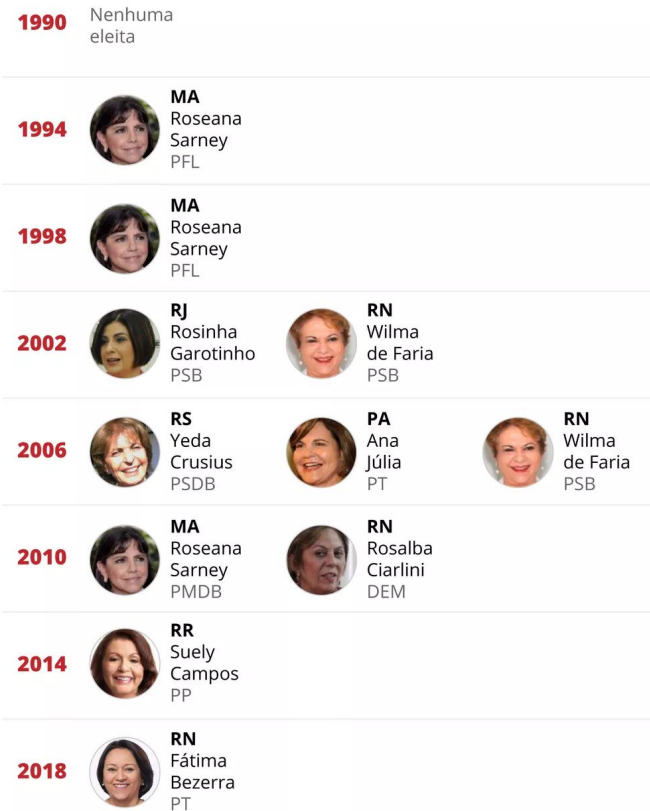 1990
Nenhuma
eleita
1994
MA
Roseana
Sarney
PFL
1998
MA
Roseana
Sarney
PFL
2002
RJ
Rosinha
Garotinho
PSB
RN
Wilma
de Faria
PSB
2006
RS
Yeda
Crusius
PSDB
PA
Ana
Júlia
PT
RN
Wilma
de Faria
PSB
2010
MA
Roseana
Sarney
PMDB
RN
Rosalba
Ciarlini
DEM
2014
RR
Suely
Campos
PP
2018
RN
Fátima
Bezerra
PT